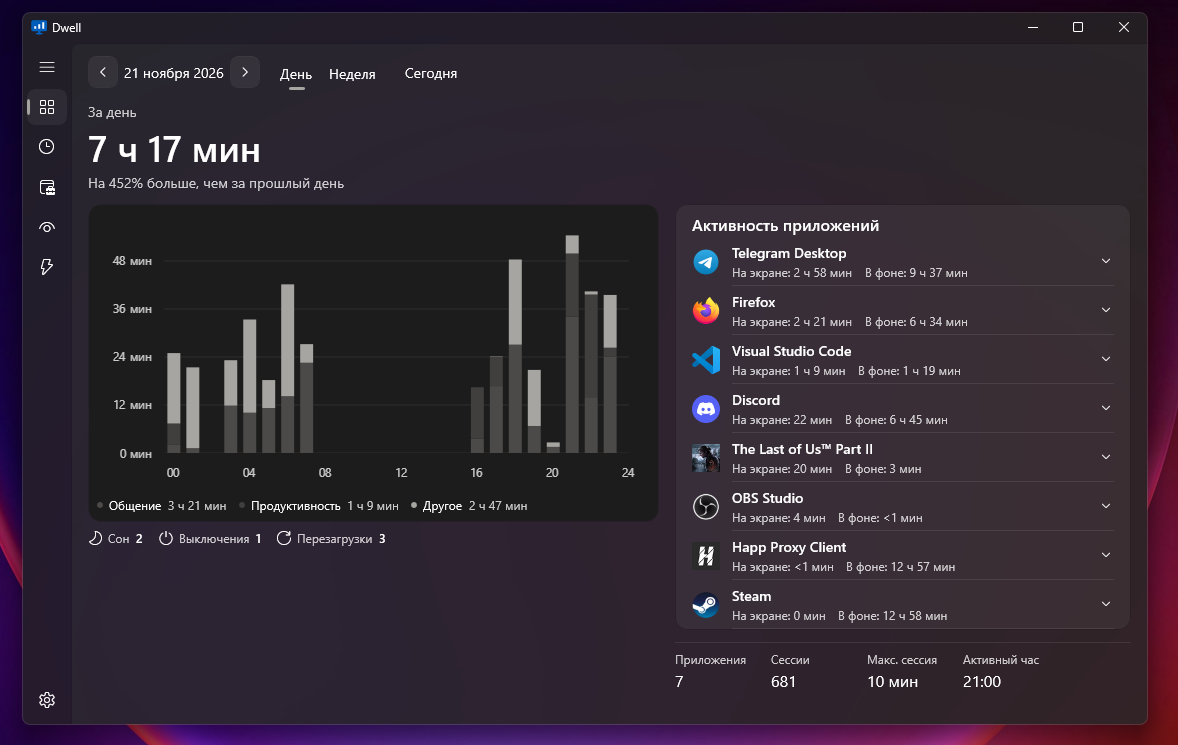 Dwell
21 ноября 2026
День Неделя Сегодня
За день
7 ч 17 мин
На 452% больше, чем за прошлый день
48 мин
36 мин
24 мин
12 мин
0 мин
00 04 08 12 16 20 24
Общение 3 ч 21 мин Продуктивность 1 ч 9 мин Другое 2 ч 47 мин
Сон 2 Выключения 1 Перезагрузки 3
Активность приложений
Telegram Desktop
На экране: 2 ч 58 мин В фоне: 9 ч 37 мин
Firefox
На экране: 2 ч 21 мин В фоне: 6 ч 34 мин
Visual Studio Code
На экране: 1 ч 9 мин В фоне: 1 ч 19 мин
Discord
На экране: 22 мин В фоне: 6 ч 45 мин
The Last of Us™ Part II
На экране: 20 мин В фоне: 3 мин
OBS Studio
На экране: 4 мин В фоне: <1 мин
Happ Proxy Client
На экране: <1 мин В фоне: 12 ч 57 мин
Steam
На экране: 0 мин В фоне: 12 ч 58 мин
Приложения Сессии Макс. сессия Активный час
7 681 10 мин 21:00